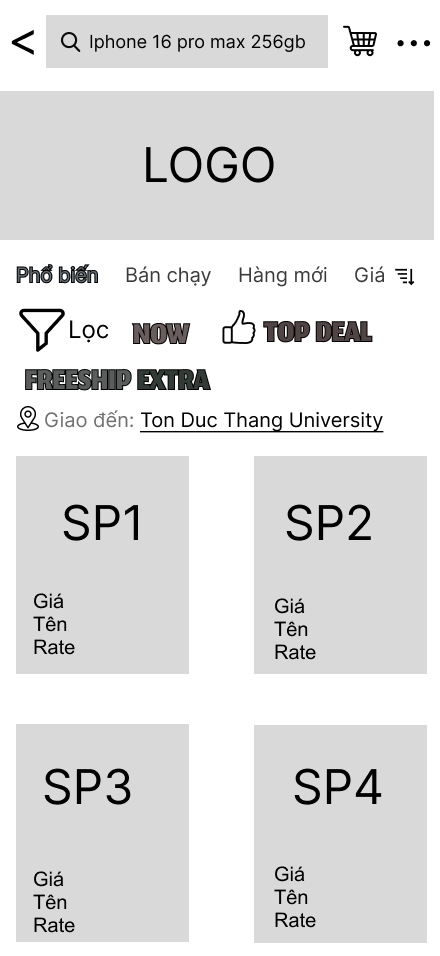 < Iphone 16 pro max 256gb ...
LOGO
Phổ biến Bán chạy Hàng mới Giá
Lọc NOW TOP DEAL
FREESHIP EXTRA
Giao đến: Ton Duc Thang University
SP1
Giá
Tên
Rate
SP2
Giá
Tên
Rate
SP3
Giá
Tên
Rate
SP4
Giá
Tên
Rate